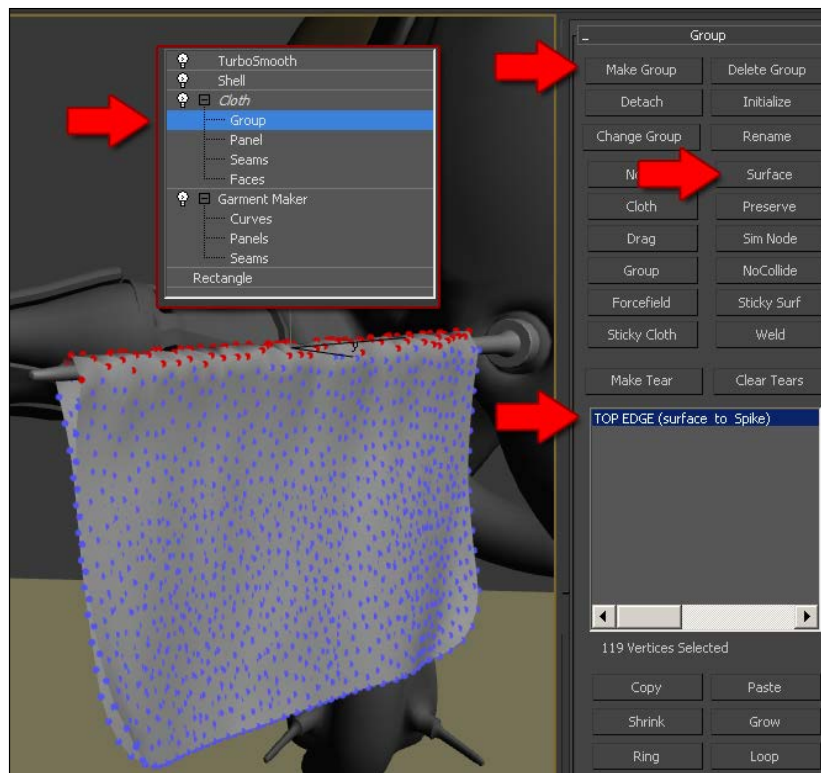 TurboSmooth
Shell
Cloth
Group
Panel
Seams
Faces
Garment Maker
Curves
Panels
Seams
Rectangle
Group
Make Group Delete Group
Detach Initialize
Change Group Rename
Surface
Cloth Preserve
Drag Sim Node
Group NoCollide
Forcefield Sticky Surf
Sticky Cloth Weld
Make Tear Clear Tears
TOP EDGE (surface to Spike)
119 Vertices Selected
Copy Paste
Shrink Grow
Ring Loop